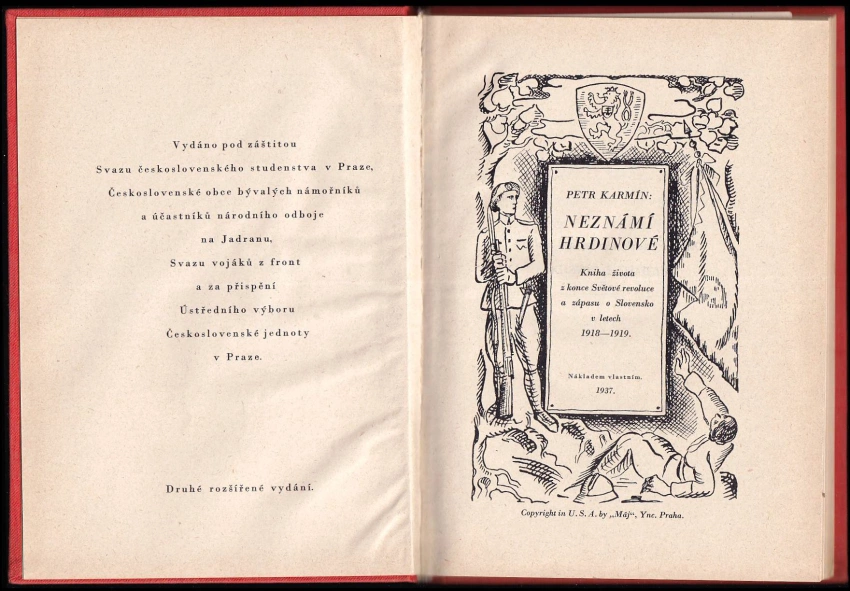 Vydáno pod záštitou
Svazu československého studenstva v Praze,
Československé obce bývalých námořníků
a účastníků národního odboje
na Jadranu,
Svazu vojáků z front
a za přispění
Ústředního výboru
Československé jednoty
v Praze.
Druhé rozšířené vydání.
PETR KARMÍN:
NEZNÁMÍ
HRDINOVÉ
Kniha života
z konce Světové revoluce
a zápasu o Slovensko
v letech
1918—1919.
Nákladem vlastním.
1937.
Copyright in U. S. A. by „Máj“, Ync. Praha.